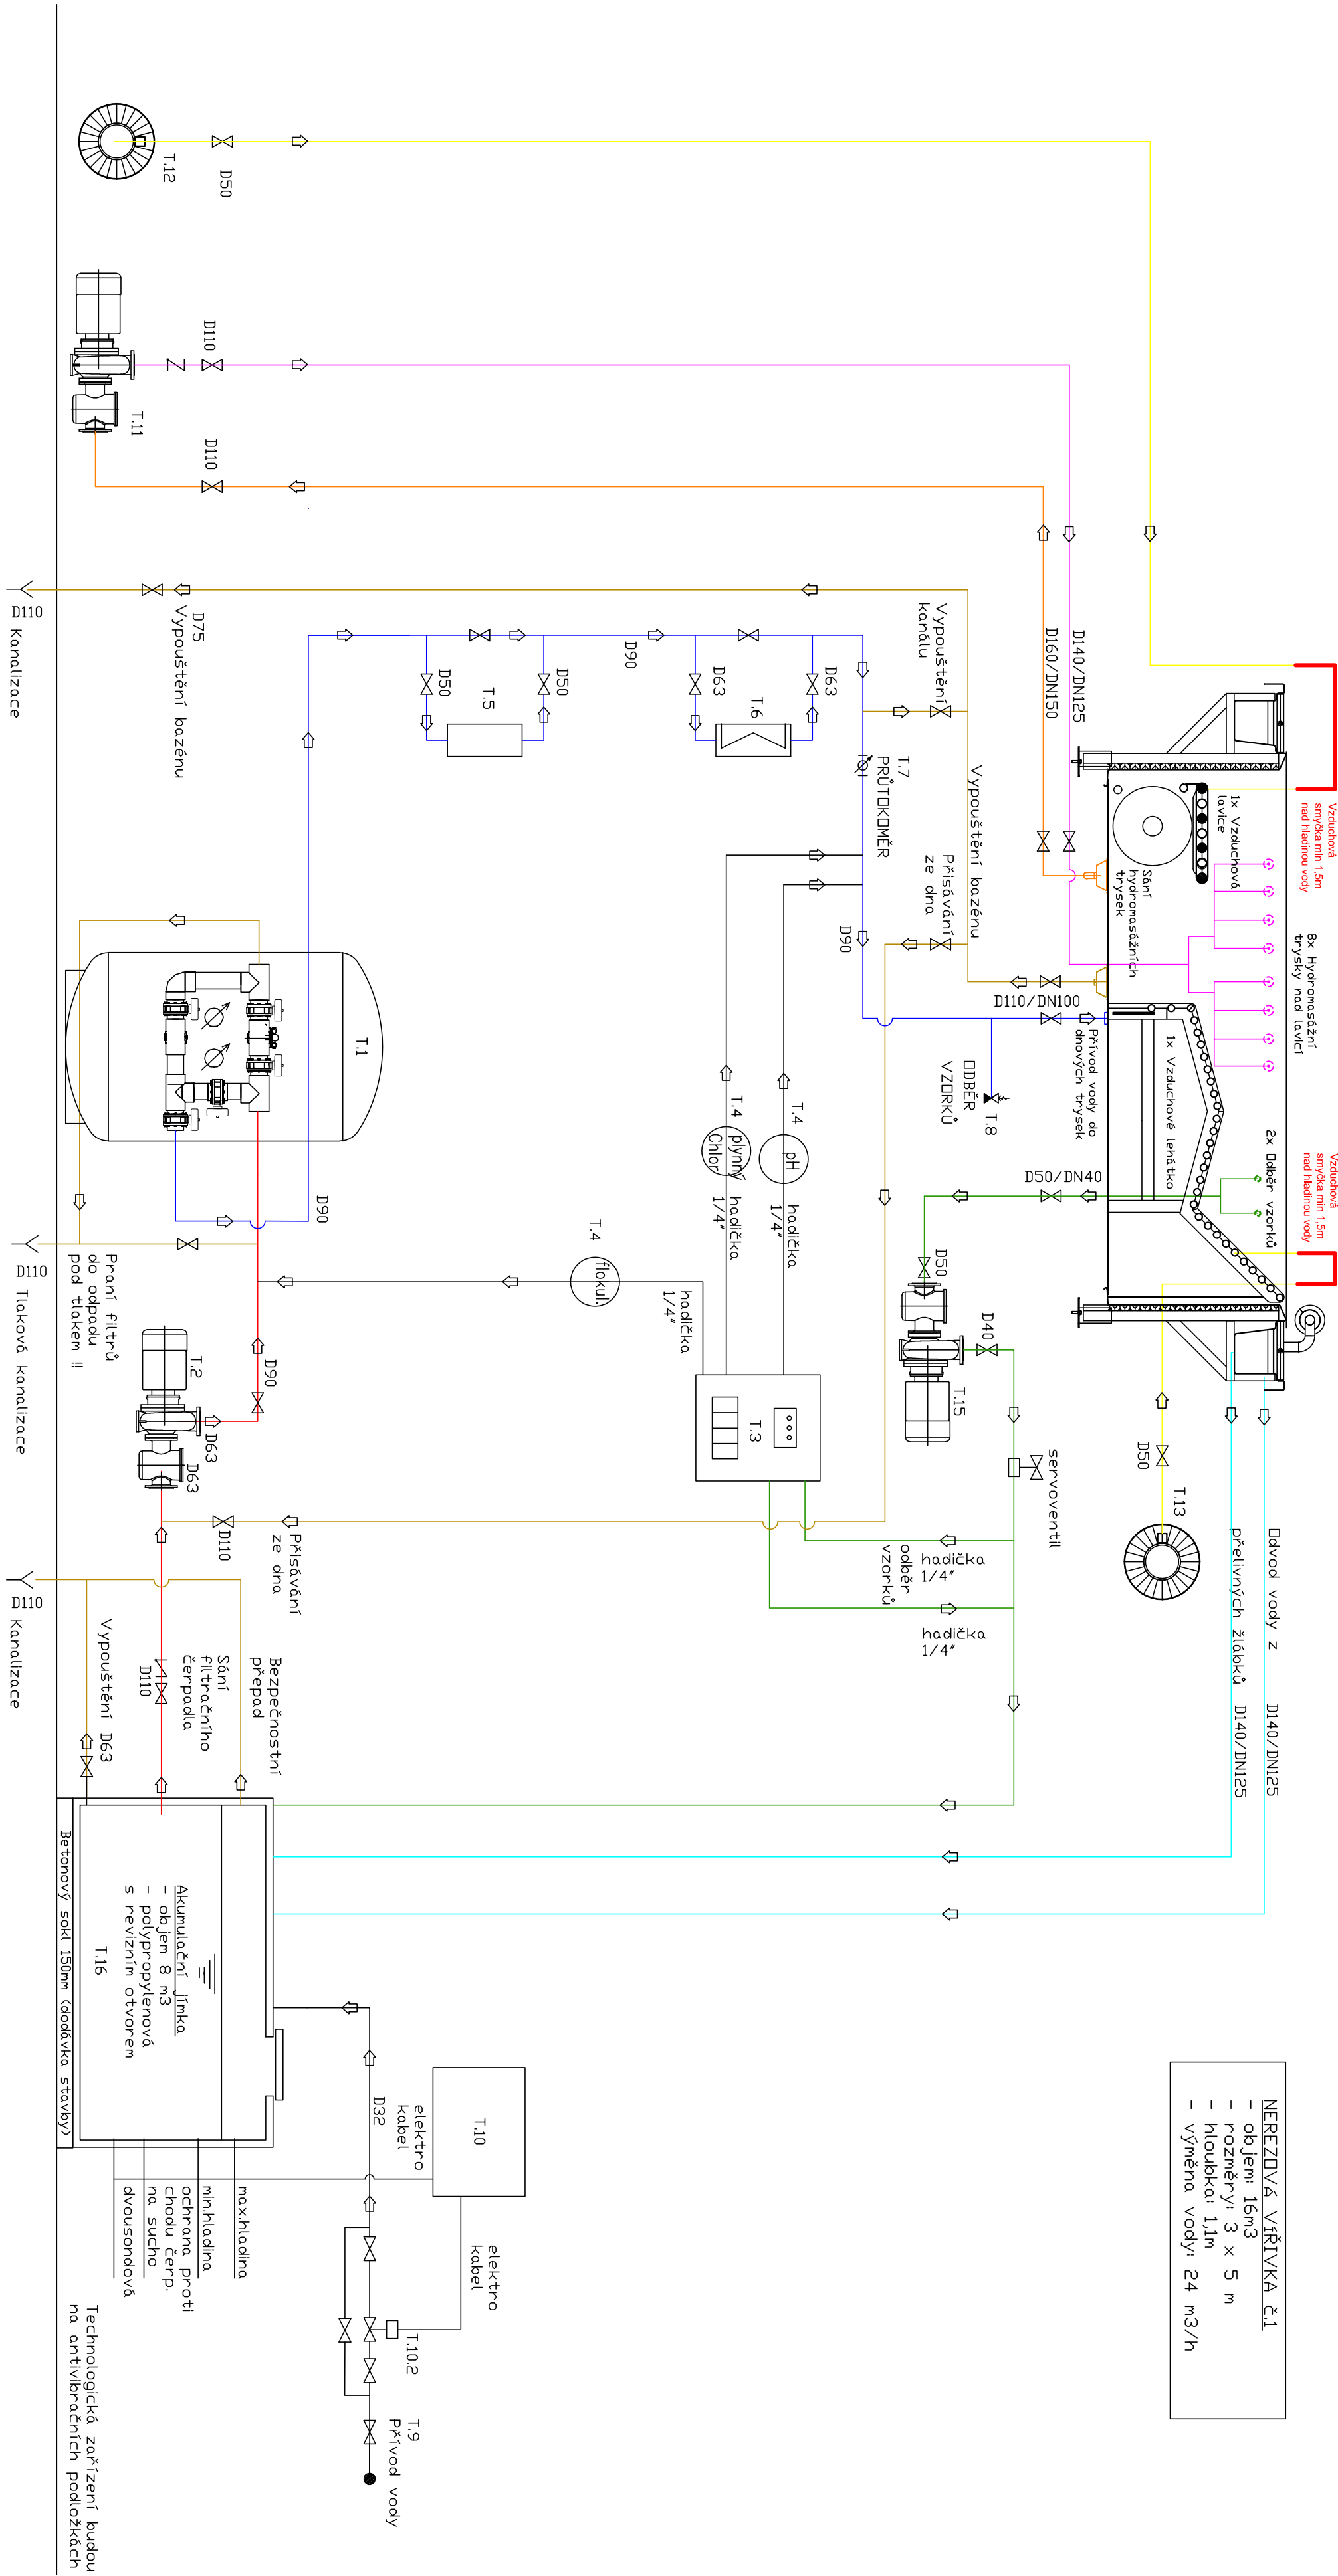 NEREZOVÁ VÍŘIVKA Č.1
- objem: 16m3
- rozměry: 3 x 5 m
- hloubka: 1,1m
- výměna vody: 24 m3/h
Vzduchová
smyčka min 1,5m
nad hladinou vody
Vzduchová
smyčka min 1,5m
nad hladinou vody
8x Hydromasážní
trysky nad lavicí
2x Odběr vzorků
1x Vzduchová
lavice
Sání
hydromasážních
trysek
1x Vzduchové lehátko
Přívod vody do
dnových trysek
Odvod vody z
přelivných žlábků
D140/DN125
D140/DN125
D140/DN125
D160/DN150
D110/DN100
D50/DN40
D50
T.13
T.12
D50
D110
T.11
D110
Vypouštění
kanálu
Vypouštění bazénu
Přisávání
ze dna
T.7
PRŮTOKOMĚR
D90
T.8
ODBĚR
VZORKŮ
D63
T.6
D63
D90
D50
T.5
D50
D75
Vypouštění bazénu
D110
Kanalizace
T.4
pH
hadička
1/4"
T.4
plynný
Chlor
hadička
1/4"
T.4
flokul.
hadička
1/4"
T.3
D50
T.15
D40
servoventil
hadička
1/4"
odběr
vzorků
hadička
1/4"
T.1
D90
Praní filtrů
do odpadu
pod tlakem !!
D110
Tlaková kanalizace
T.2
D90
D63
D63
D110
Přisávání
ze dna
D110
Kanalizace
Vypouštění D63
D110
Sání
filtračního
čerpadla
Bezpečnostní
přepad
Akumulační jímka
- objem 8 m3
- polypropylenová
s revizním otvorem
T.16
Betonový sokl 150mm (dodávka stavby)
D32
T.10
elektro
kabel
elektro
kabel
T.10.2
T.9
Přívod vody
max.hladina
min.hladina
ochrana proti
chodu čerp.
na sucho
dvousondová
Technologická zařízení budou
na antivibračních podložkách